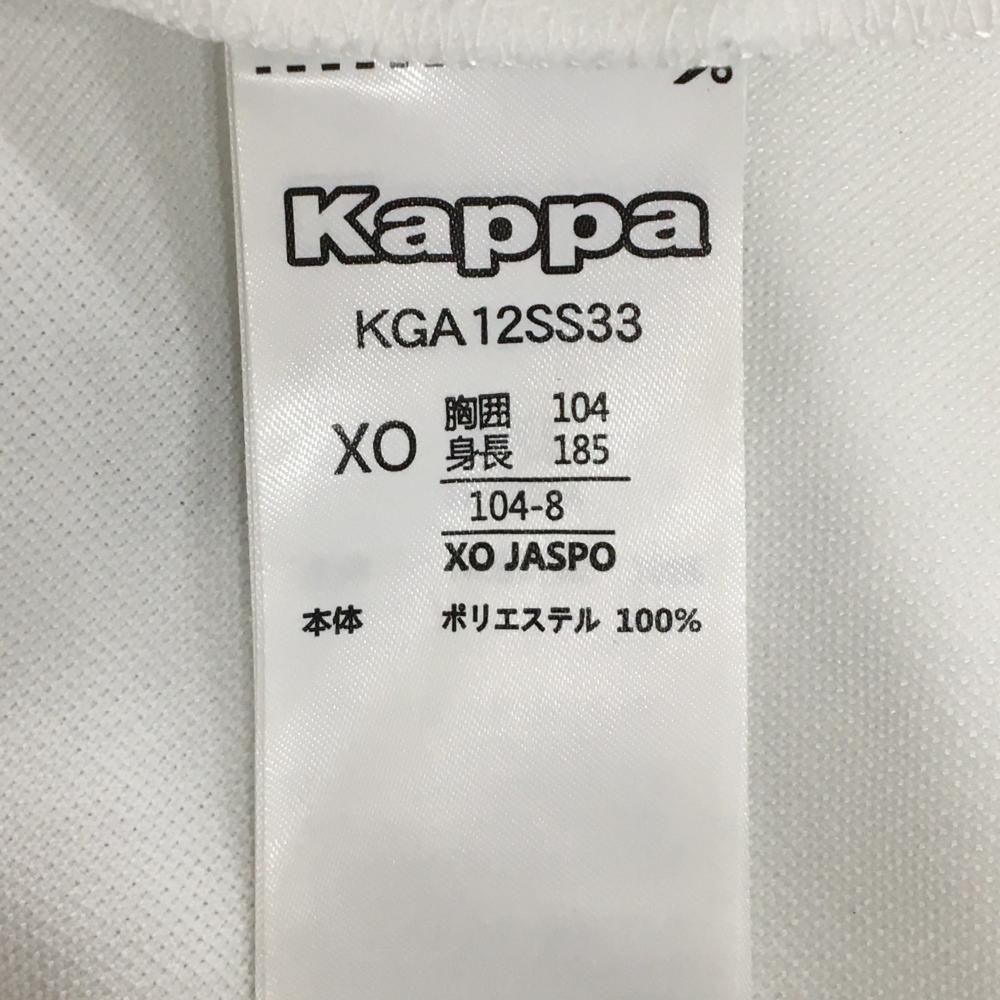 Kappa
KGA12SS33
XO
胸囲 104
身長 185
104-8
XO JASPO
本体 ポリエステル 100%